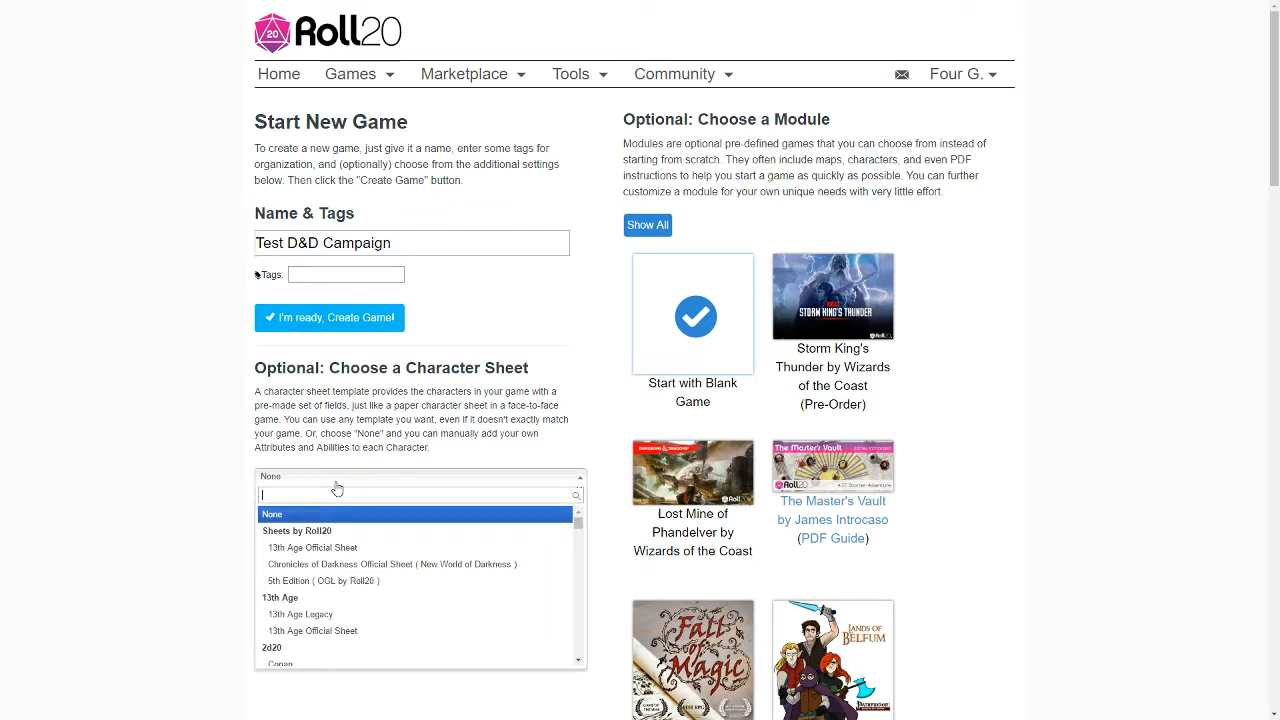 20 Roll20
Home Games Marketplace Tools Community Four G.
Start New Game
To create a new game, just give it a name, enter some tags for
organization, and (optionally) choose from the additional settings
below. Then click the "Create Game" button.
Name & Tags
Test D&D Campaign
Tags:
I'm ready, Create Game!
Optional: Choose a Character Sheet
A character sheet template provides the characters in your game with a
pre-made set of fields, just like a paper character sheet in a face-to-face
game. You can use any template you want, even if it doesn't exactly match
your game. Or, choose "None" and you can manually add your own
Attributes and Abilities to each Character.
None
None
Sheets by Roll20
13th Age Official Sheet
Chronicles of Darkness Official Sheet ( New World of Darkness )
5th Edition ( OGL by Roll20 )
13th Age
13th Age Legacy
13th Age Official Sheet
2d20
Conan
Optional: Choose a Module
Modules are optional pre-defined games that you can choose from instead of
starting from scratch. They often include maps, characters, and even PDF
instructions to help you start a game as quickly as possible. You can further
customize a module for your own unique needs with very little effort.
Show All
Start with Blank
Game
STORM KING'S
THUNDER
Roll20
Storm King's
Thunder by Wizards
of the Coast
(Pre-Order)
DUNGEONS & DRAGONS
Roll20
Lost Mine of
Phandelver by
Wizards of the Coast
The Master's Vault
James Introcaso
Roll20
The Master's Vault
by James Introcaso
(PDF Guide)
Fall
of
Magic
LANDS OF
BELFUM
PATHFINDER